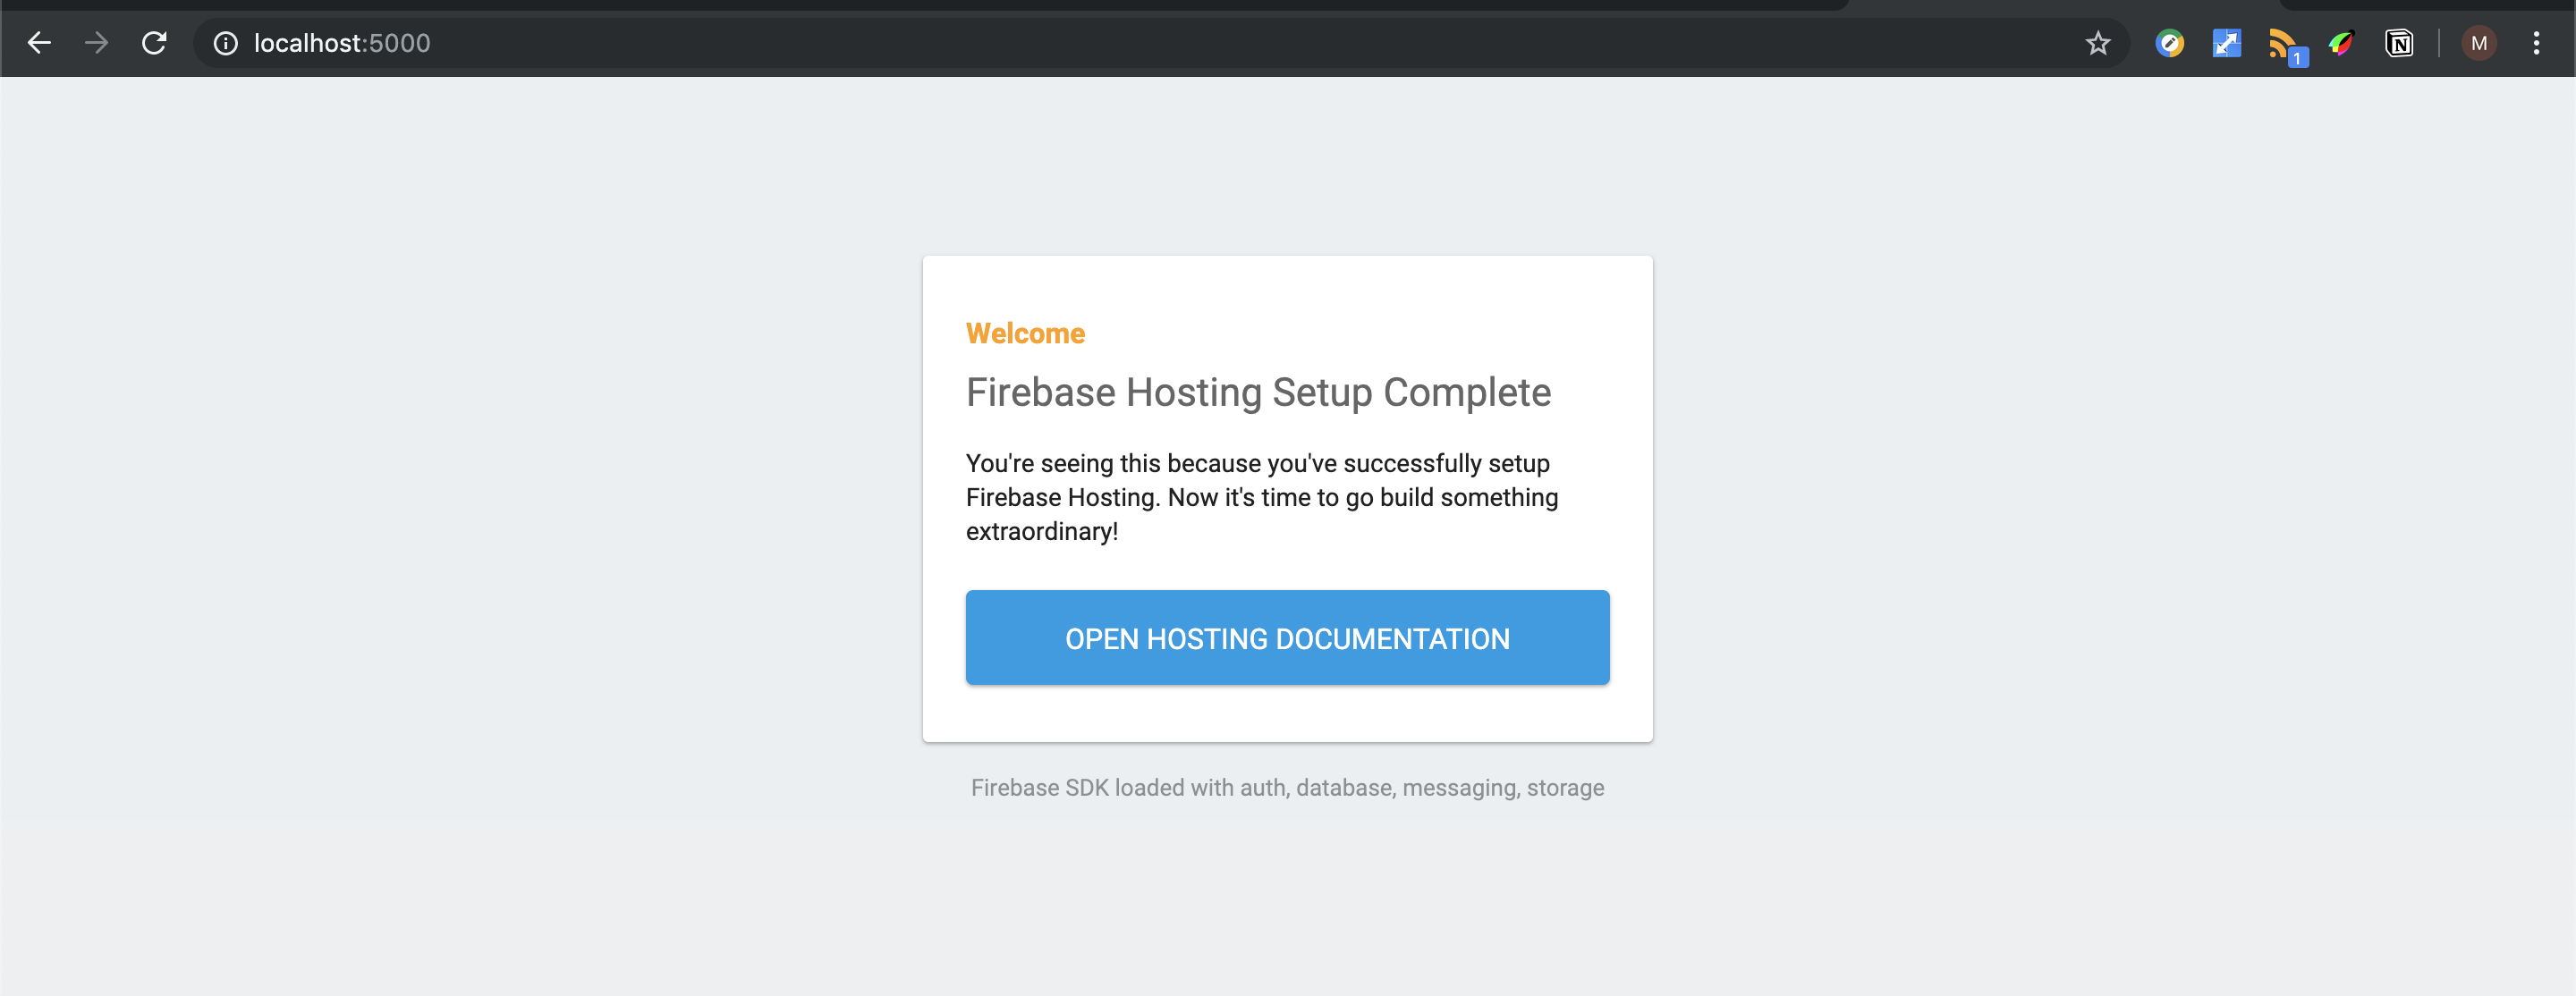 localhost:5000
1
N
M
Welcome
Firebase Hosting Setup Complete
You're seeing this because you've successfully setup
Firebase Hosting. Now it's time to go build something
extraordinary!
OPEN HOSTING DOCUMENTATION
Firebase SDK loaded with auth, database, messaging, storage